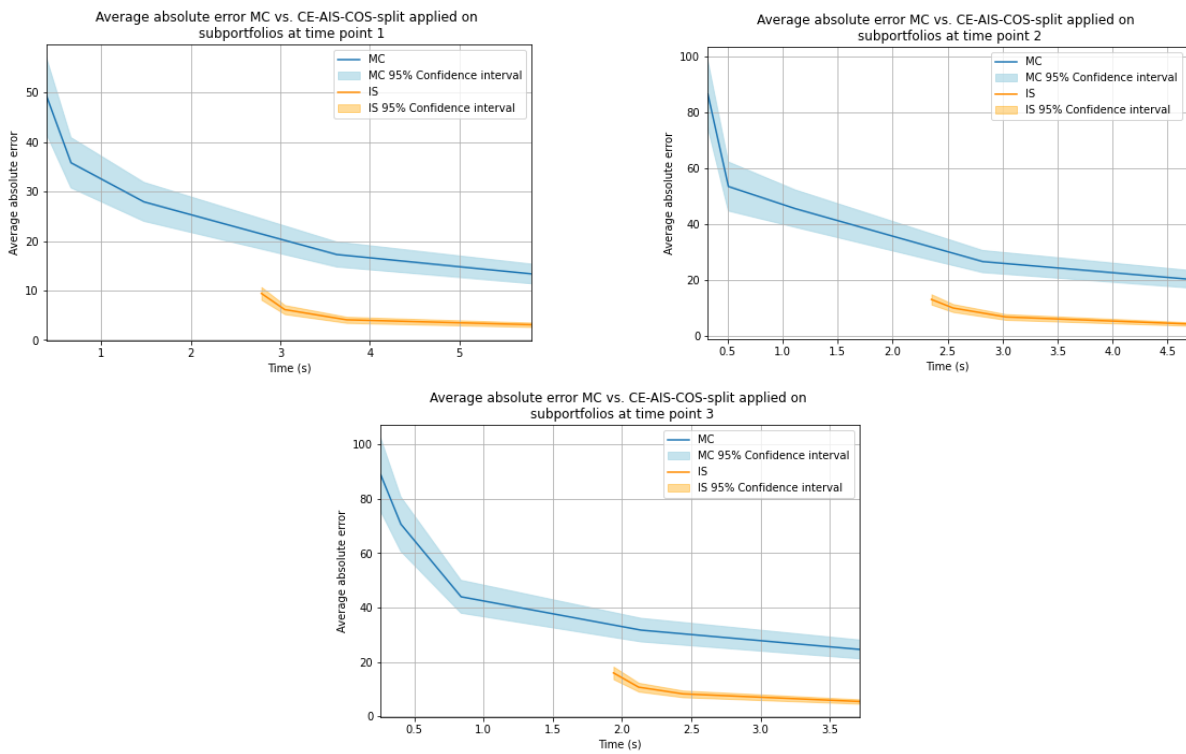 Average absolute error MC vs. CE-AIS-COS-split applied on
subportfolios at time point 1
MC
MC 95% Confidence interval
IS
IS 95% Confidence interval
Average absolute error
50
40
30
20
10
0
1 2 3 4 5
Time (s)
Average absolute error MC vs. CE-AIS-COS-split applied on
subportfolios at time point 2
MC
MC 95% Confidence interval
IS
IS 95% Confidence interval
Average absolute error
100
80
60
40
20
0
0.5 1.0 1.5 2.0 2.5 3.0 3.5 4.0 4.5
Time (s)
Average absolute error MC vs. CE-AIS-COS-split applied on
subportfolios at time point 3
MC
MC 95% Confidence interval
IS
IS 95% Confidence interval
Average absolute error
100
80
60
40
20
0
0.5 1.0 1.5 2.0 2.5 3.0 3.5
Time (s)